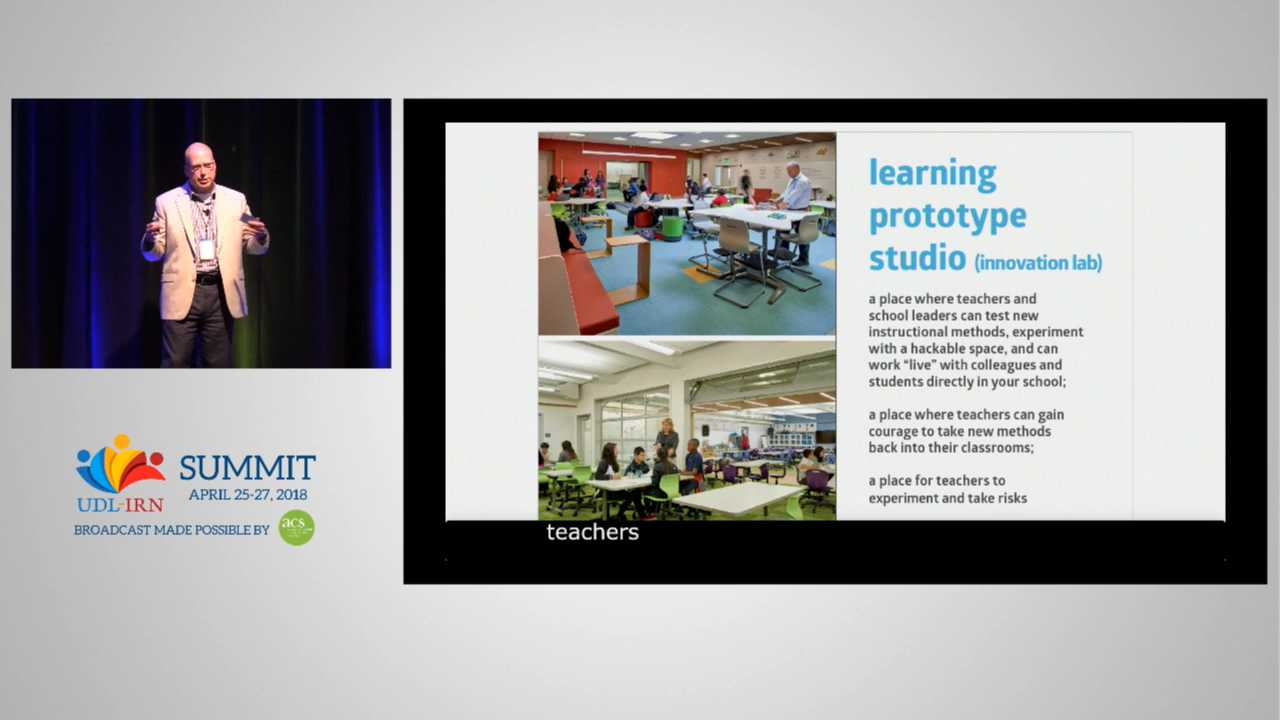 learning
prototype
studio (innovation lab)
a place where teachers and
school leaders can test new
instructional methods, experiment
with a hackable space, and can
work “live” with colleagues and
students directly in your school;
a place where teachers can gain
courage to take new methods
back into their classrooms;
a place for teachers to
experiment and take risks
teachers
SUMMIT
APRIL 25-27, 2018
UDL-IRN
BROADCAST MADE POSSIBLE BY
acs